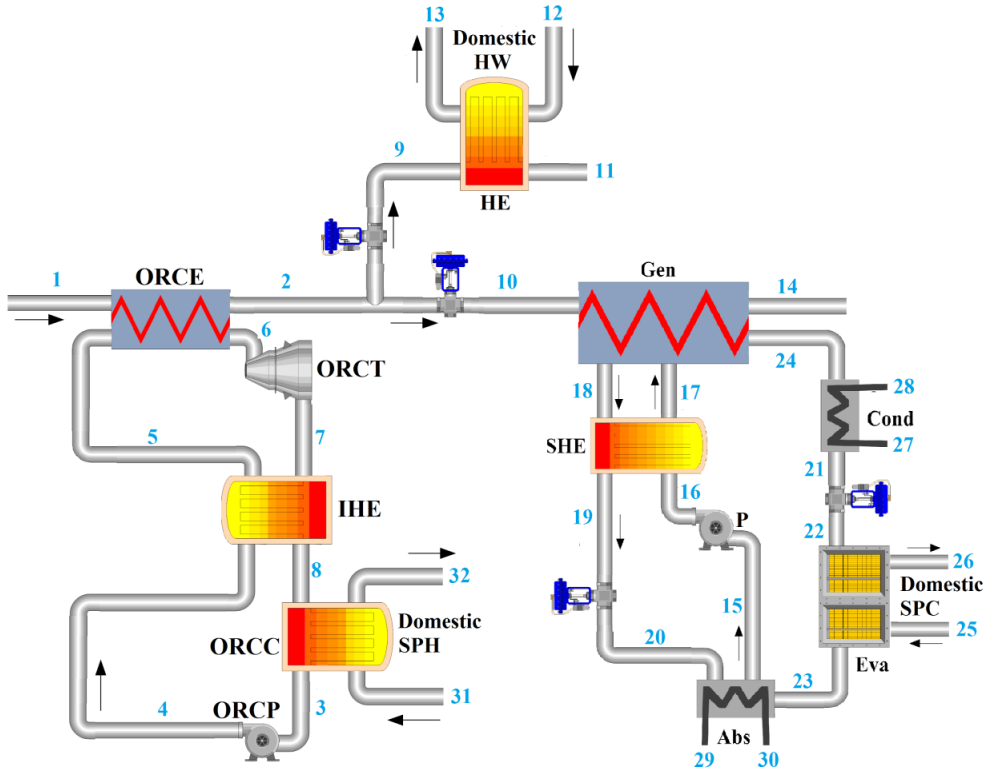 13
12
Domestic
HW
9
11
HE
1
ORCE
2
10
Gen
14
6
24
ORCT
18
17
28
Cond
27
5
7
SHE
21
16
IHE
19
P
22
8
26
32
Domestic
SPC
15
Domestic
SPH
ORCC
25
20
Eva
31
4
ORCP
3
23
Abs
29
30